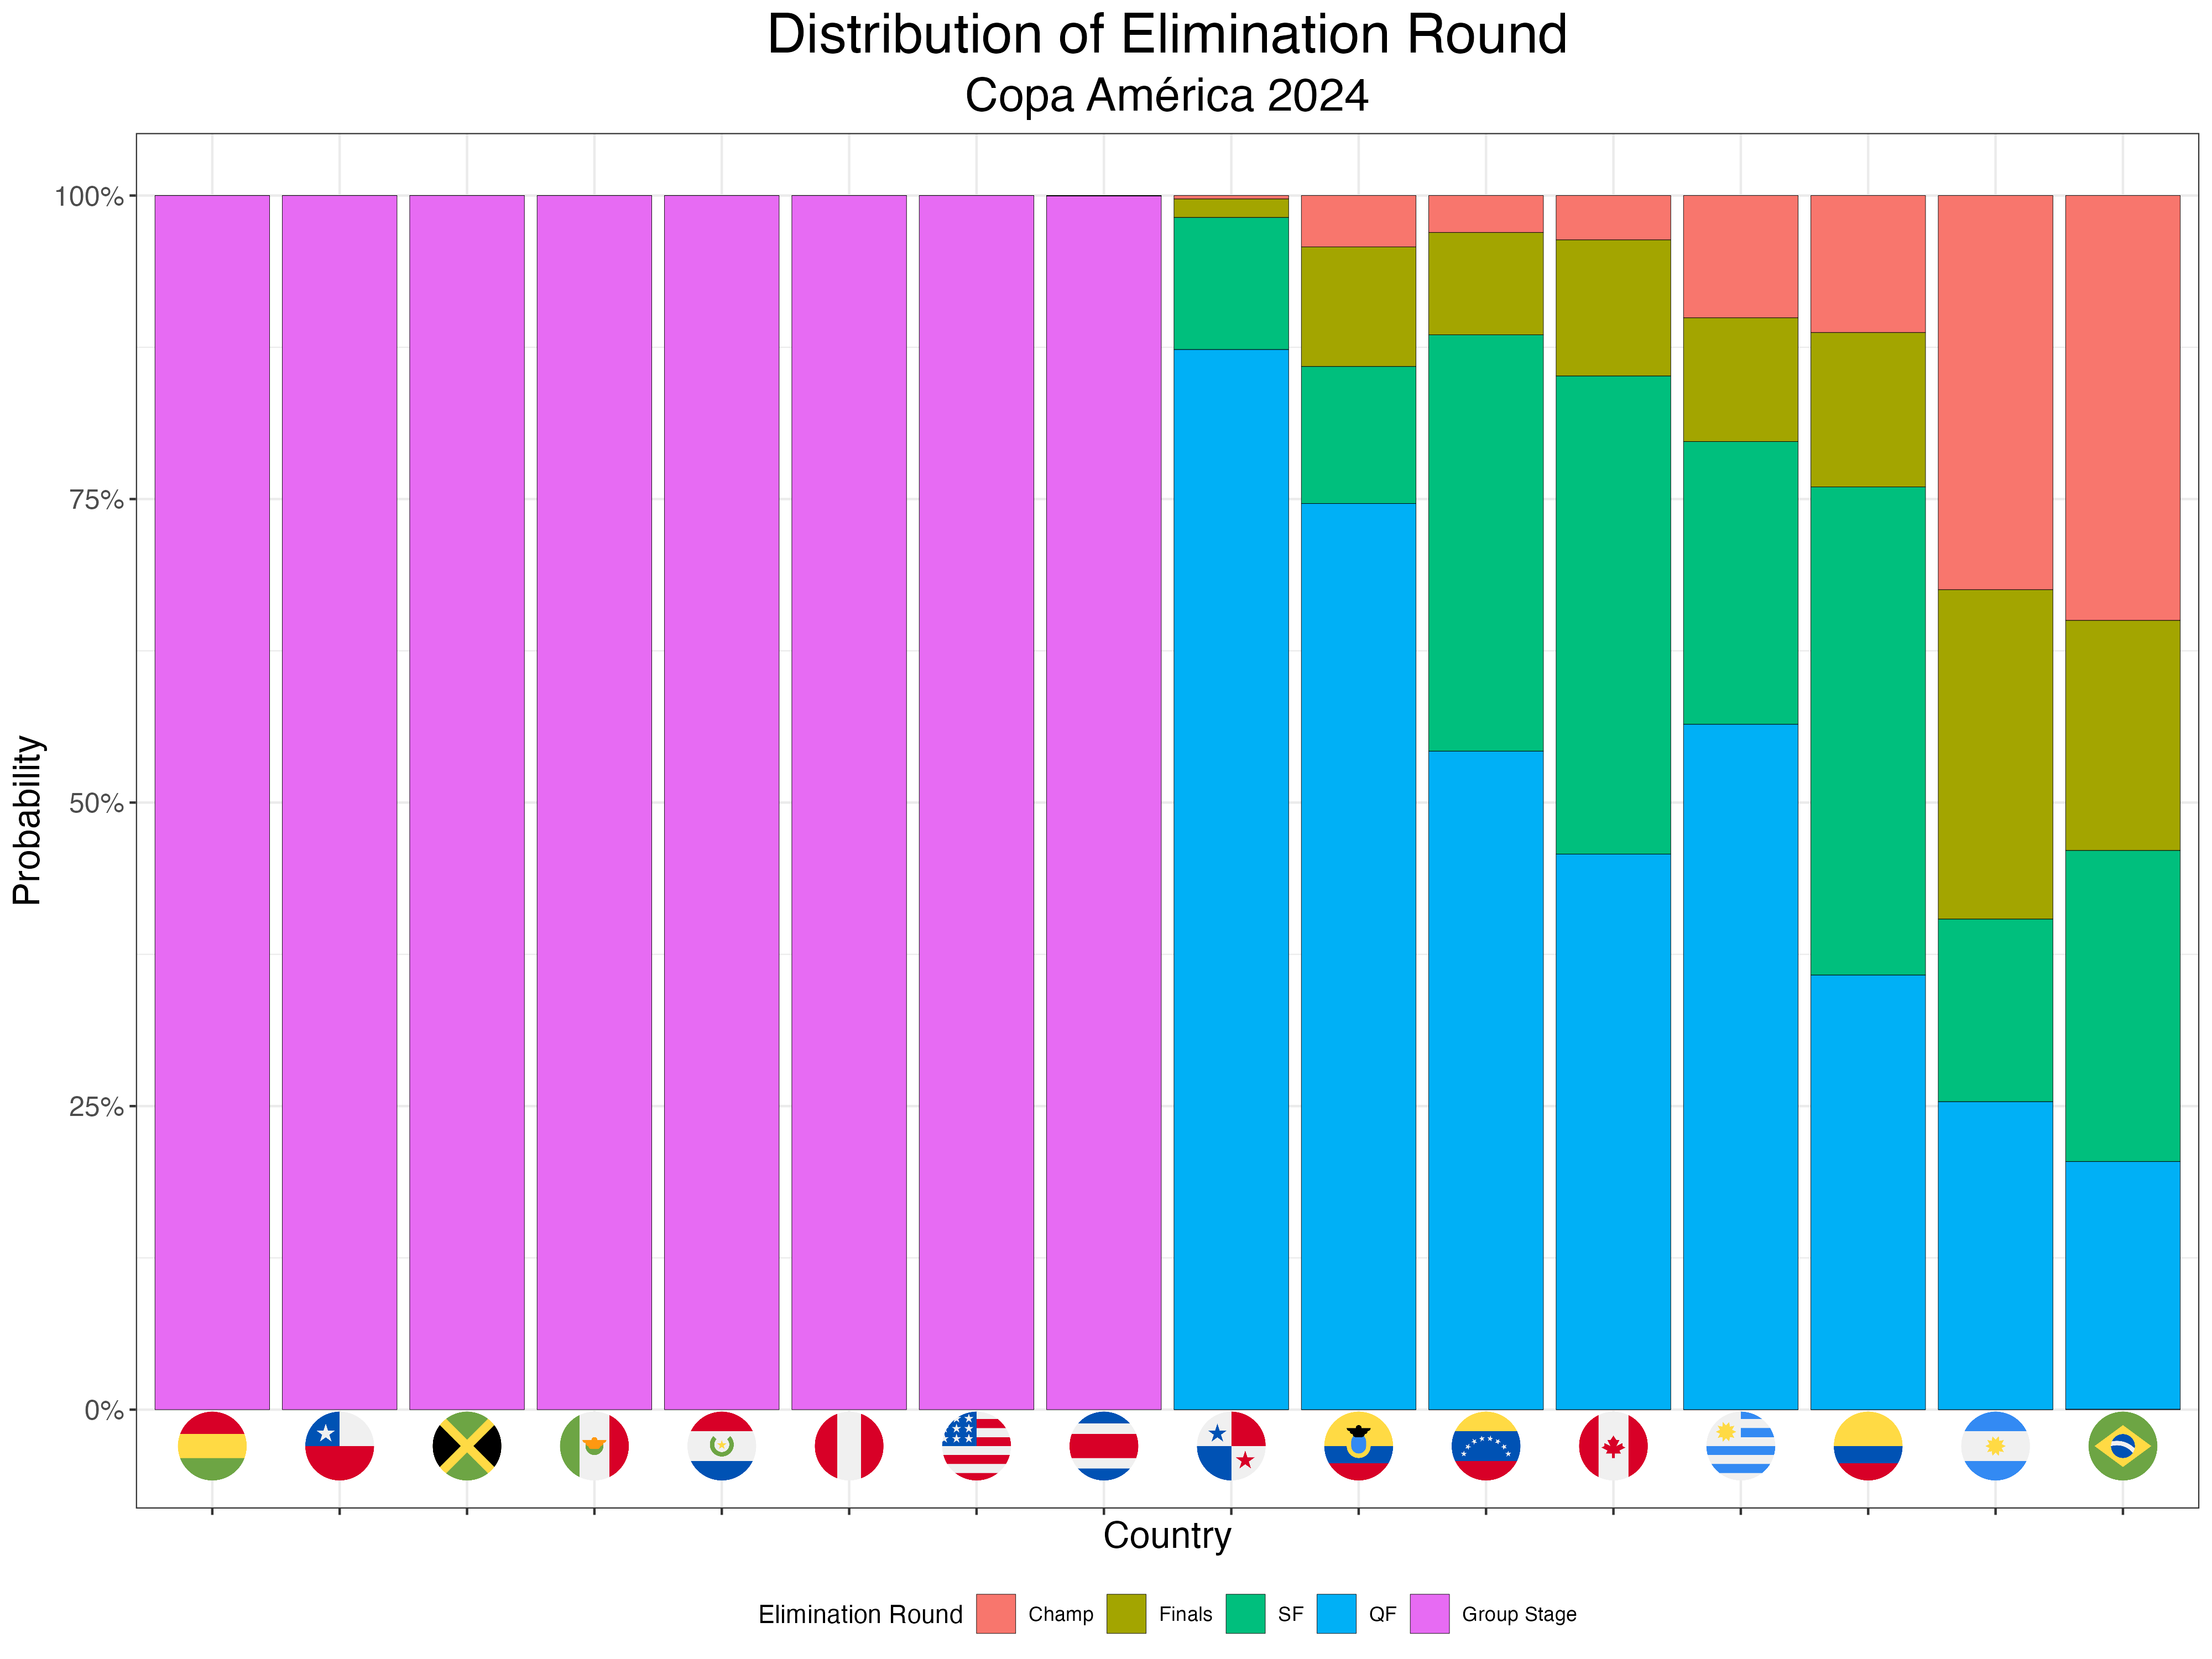 Distribution of Elimination Round
Copa América 2024
100%
75%
50%
25%
0%
Probability
Country
Elimination Round Champ Finals SF QF Group Stage